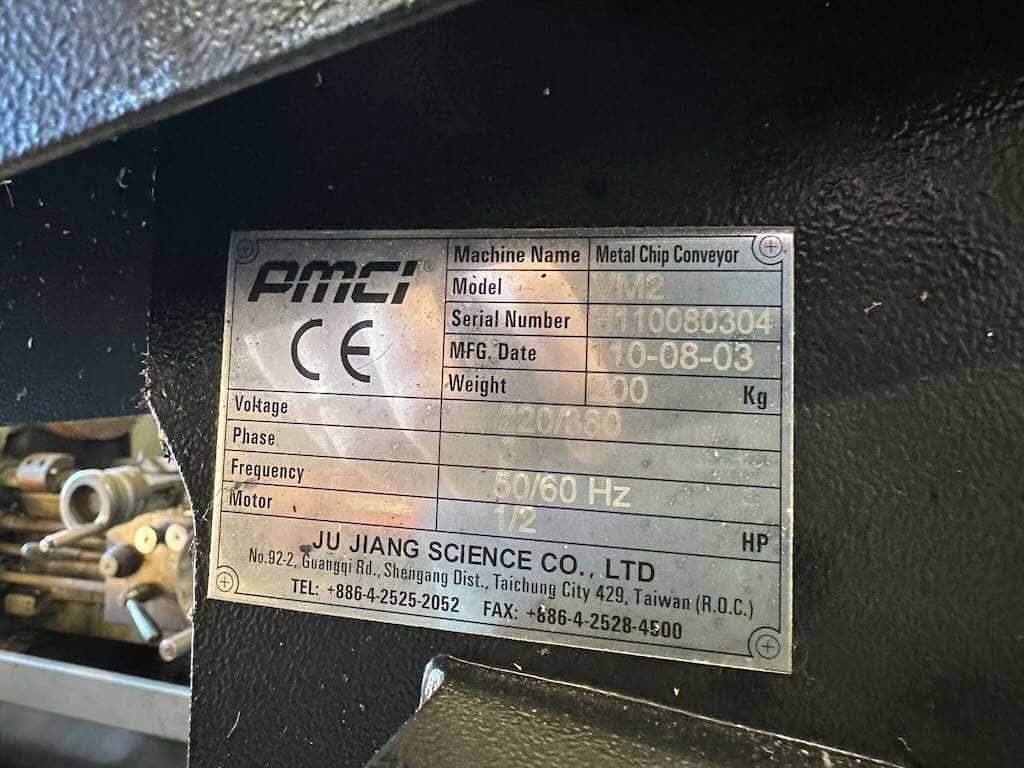 PMCI®
CE
Machine Name Metal Chip Conveyor
Model VM2
Serial Number H110080304
MFG. Date 110-08-03
Weight 200 Kg
Voltage 220/380
Phase 3
Frequency 50/60 Hz
Motor 1/2 HP
JU JIANG SCIENCE CO., LTD
No.92-2, Guangqi Rd., Shengang Dist., Taichung City 429, Taiwan (R.O.C.)
TEL: +886-4-2525-2052 FAX: +886-4-2528-4500